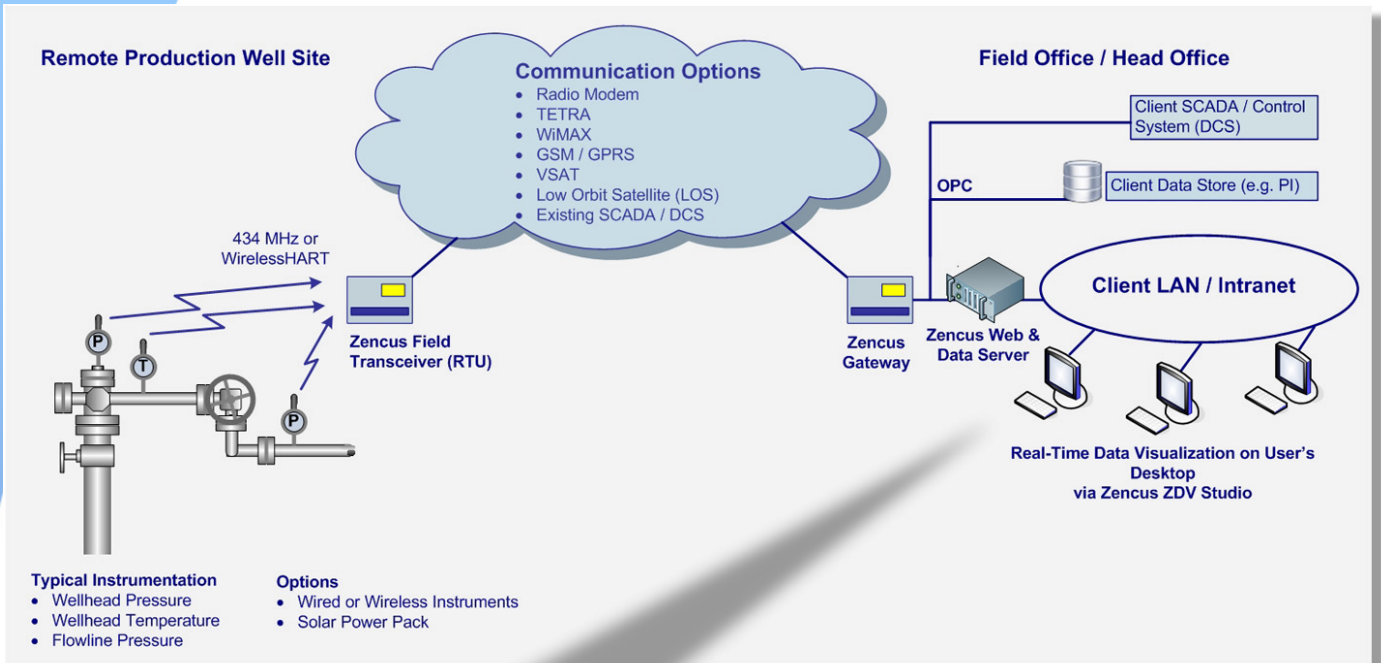 Remote Production Well Site
Communication Options
• Radio Modem
• TETRA
• WiMAX
• GSM / GPRS
• VSAT
• Low Orbit Satellite (LOS)
• Existing SCADA / DCS
Field Office / Head Office
Client SCADA / Control
System (DCS)
OPC
Client Data Store (e.g. PI)
434 MHz or
WirelessHART
P
T
P
Zencus Field
Transceiver (RTU)
Zencus
Gateway
Zencus Web &
Data Server
Client LAN / Intranet
Real-Time Data Visualization on User's
Desktop
via Zencus ZDV Studio
Typical Instrumentation
• Wellhead Pressure
• Wellhead Temperature
• Flowline Pressure
Options
• Wired or Wireless Instruments
• Solar Power Pack